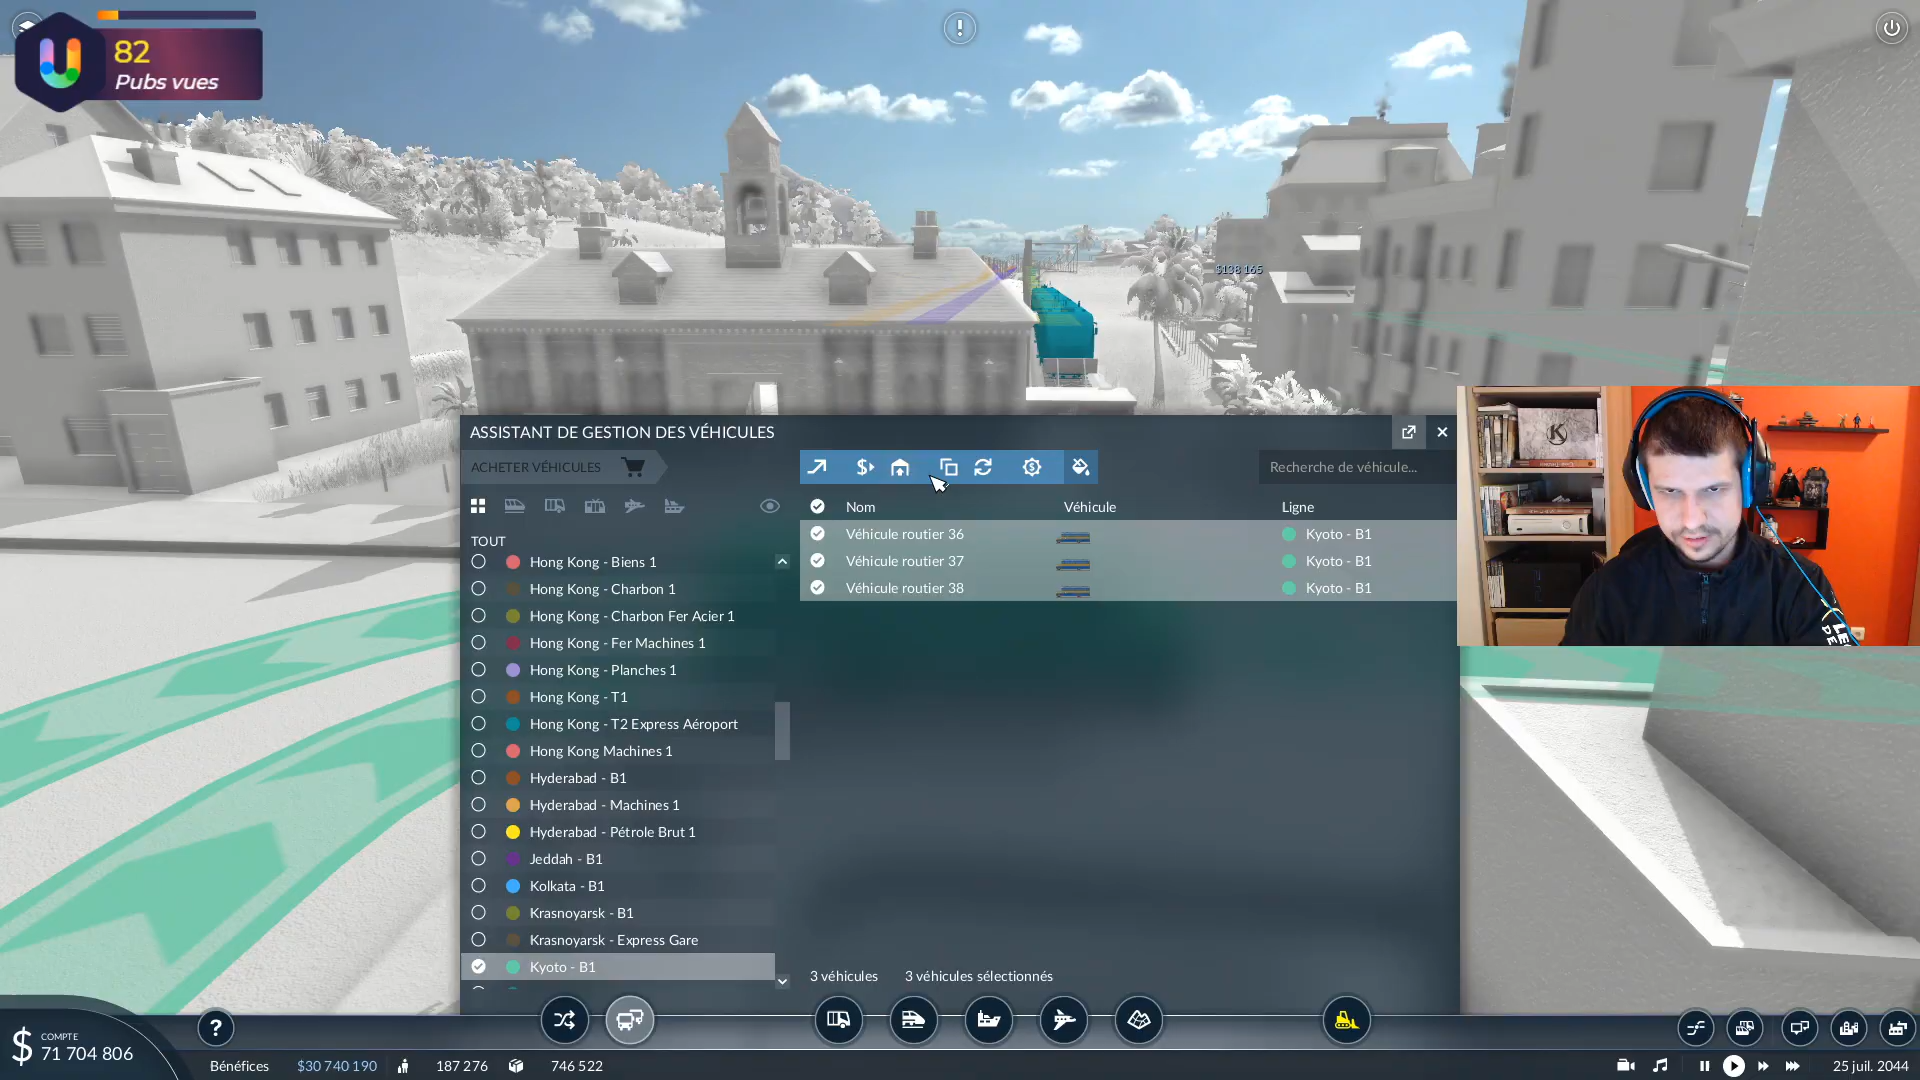 82
Pubs vues
$138 165
ASSISTANT DE GESTION DES VÉHICULES
ACHETER VÉHICULES
Recherche de véhicule...
Nom
Véhicule
Ligne
TOUT
Véhicule routier 36
Kyoto - B1
Véhicule routier 37
Kyoto - B1
Véhicule routier 38
Kyoto - B1
Hong Kong - Biens 1
Hong Kong - Charbon 1
Hong Kong - Charbon Fer Acier 1
Hong Kong - Fer Machines 1
Hong Kong - Planches 1
Hong Kong - T1
Hong Kong - T2 Express Aéroport
Hong Kong Machines 1
Hyderabad - B1
Hyderabad - Machines 1
Hyderabad - Pétrole Brut 1
Jeddah - B1
Kolkata - B1
Krasnoyarsk - B1
Krasnoyarsk - Express Gare
Kyoto - B1
3 véhicules
3 véhicules sélectionnés
COMPTE
$ 71 704 806
?
Bénéfices
$30 740 190
187 276
746 522
25 juil. 2044